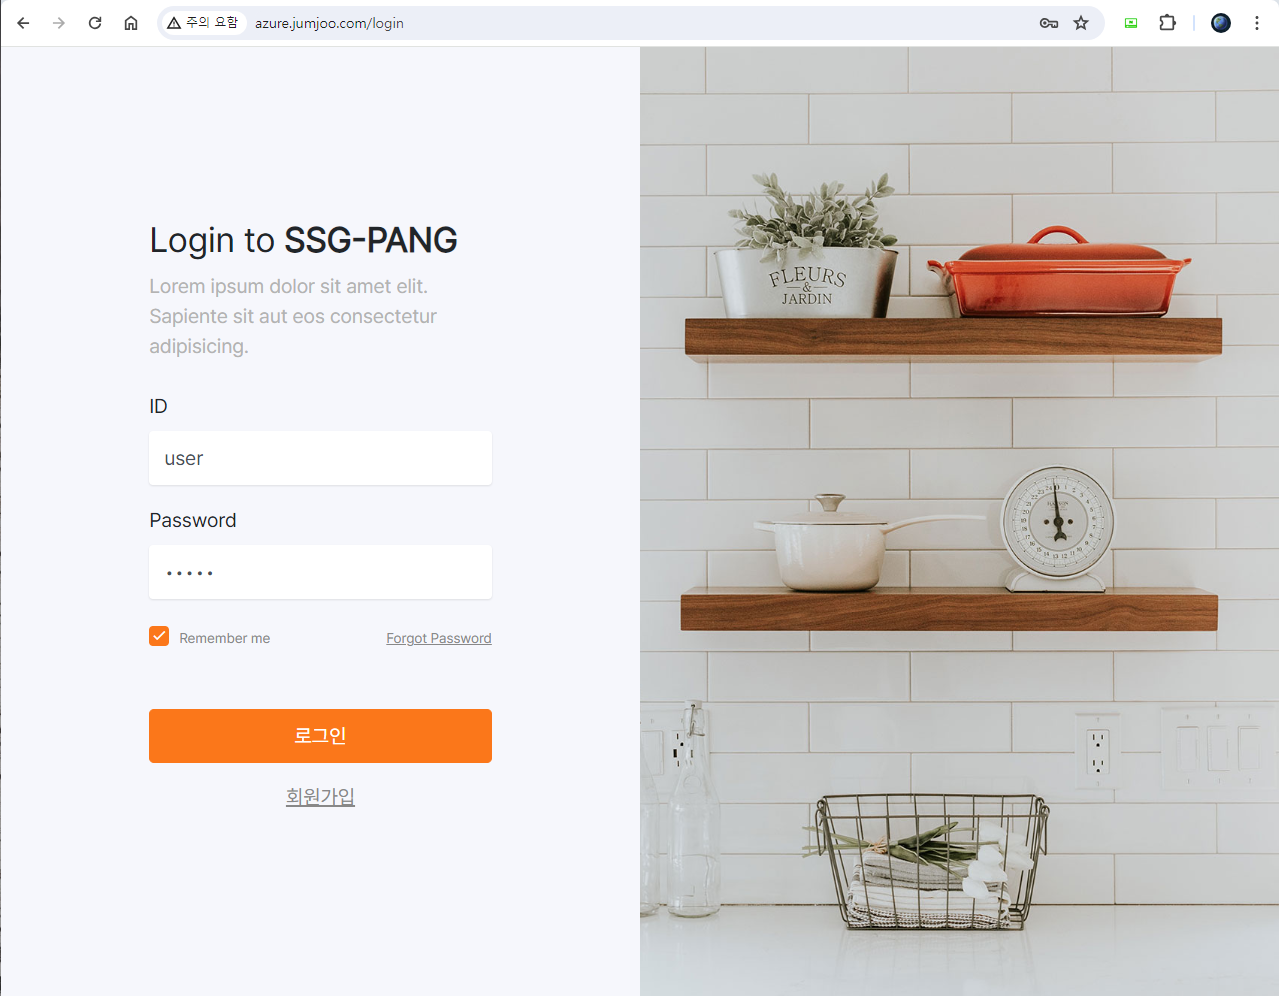 주의 요함
azure.jumjoo.com/login
Login to SSG-PANG
Lorem ipsum dolor sit amet elit.
Sapiente sit aut eos consectetur
adipisicing.
ID
user
Password
•••••
Remember me
Forgot Password
로그인
회원가입
FLEURS
&
JARDIN